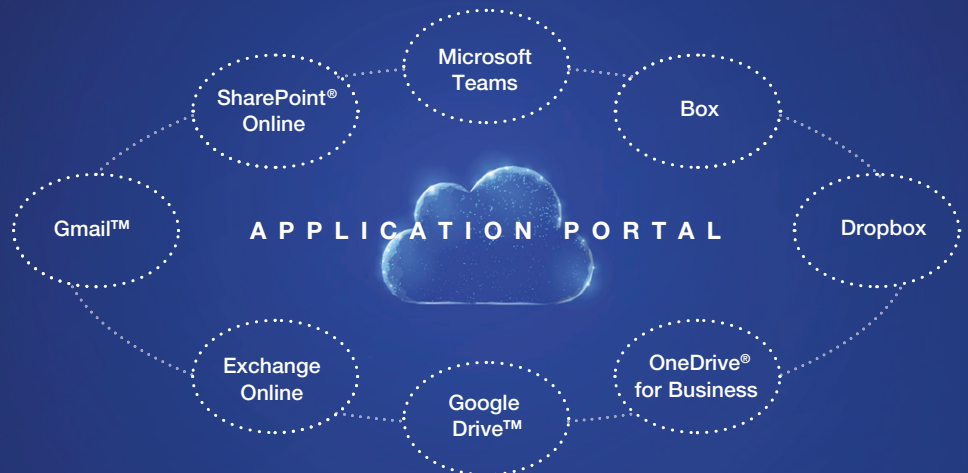 Microsoft
Teams
SharePoint®
Online
Box
Gmail™
APPLICATION PORTAL
Dropbox
Exchange
Online
OneDrive®
for Business
Google
Drive™